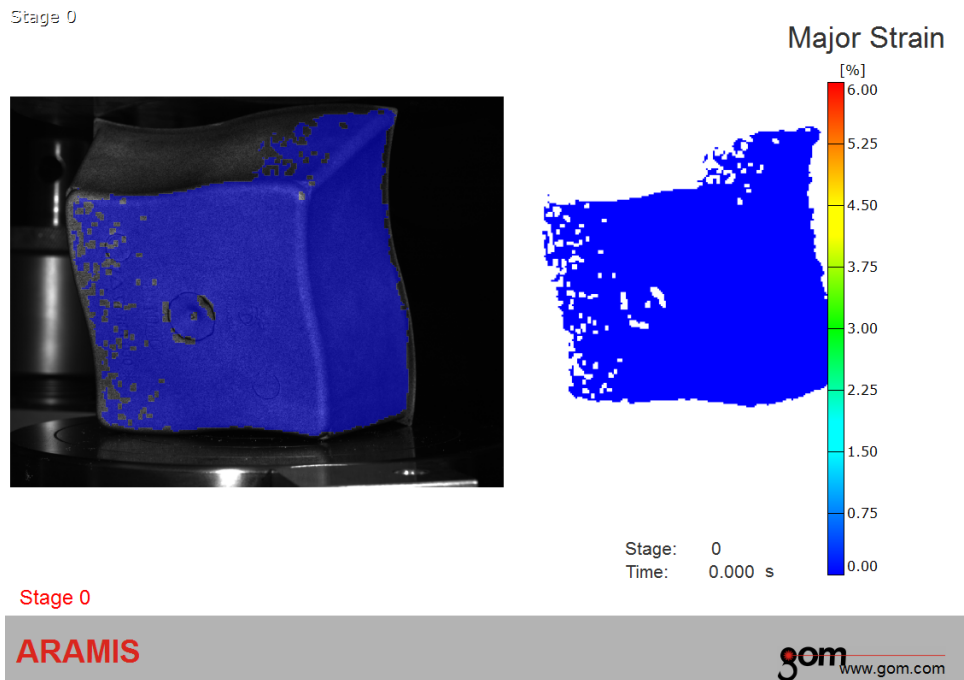 Stage 0
Major Strain
[%]
6.00
5.25
4.50
3.75
3.00
2.25
1.50
0.75
0.00
Stage: 0
Time: 0.000 s
Stage 0
ARAMIS
gom
www.gom.com